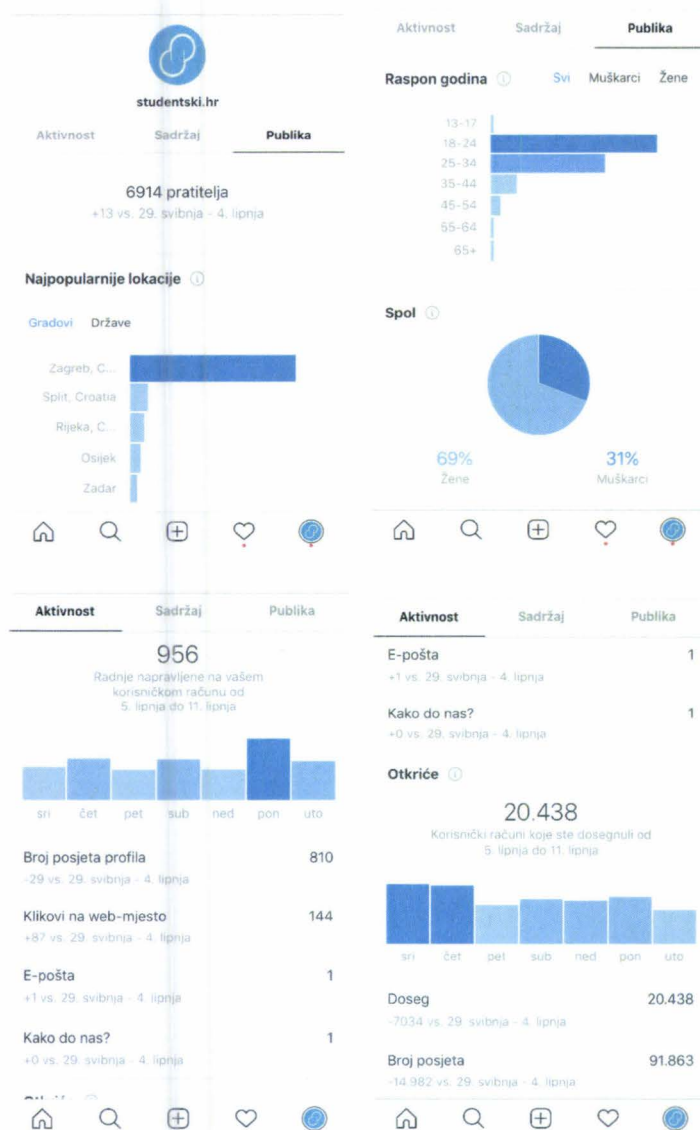 studentski.hr
Aktivnost Sadržaj Publika
6914 pratitelja
+13 vs. 29. svibnja - 4. lipnja
Najpopularnije lokacije
Gradovi Države
Zagreb, C...
Split, Croatia
Rijeka, C...
Osijek
Zadar
Aktivnost Sadržaj Publika
Raspon godina Svi Muškarci Žene
13-17
18-24
25-34
35-44
45-54
55-64
65+
Spol
69% 31%
Žene Muškarci
Aktivnost Sadržaj Publika
956
Radnje napravljene na vašem
korisničkom računu od
5. lipnja do 11. lipnja
sri čet pet sub ned pon uto
Broj posjeta profila 810
-29 vs. 29. svibnja - 4. lipnja
Klikovi na web-mjesto 144
+87 vs. 29. svibnja - 4. lipnja
E-pošta 1
+1 vs. 29. svibnja - 4. lipnja
Kako do nas? 1
+0 vs. 29. svibnja - 4. lipnja
Aktivnost Sadržaj Publika
E-pošta 1
+1 vs. 29. svibnja - 4. lipnja
Kako do nas? 1
+0 vs. 29. svibnja - 4. lipnja
Otkriće
20.438
Korisnički računi koje ste dosegnuli od
5. lipnja do 11. lipnja
sri čet pet sub ned pon uto
Doseg 20.438
-7034 vs. 29. svibnja - 4. lipnja
Broj posjeta 91.863
-14.982 vs. 29. svibnja - 4. lipnja